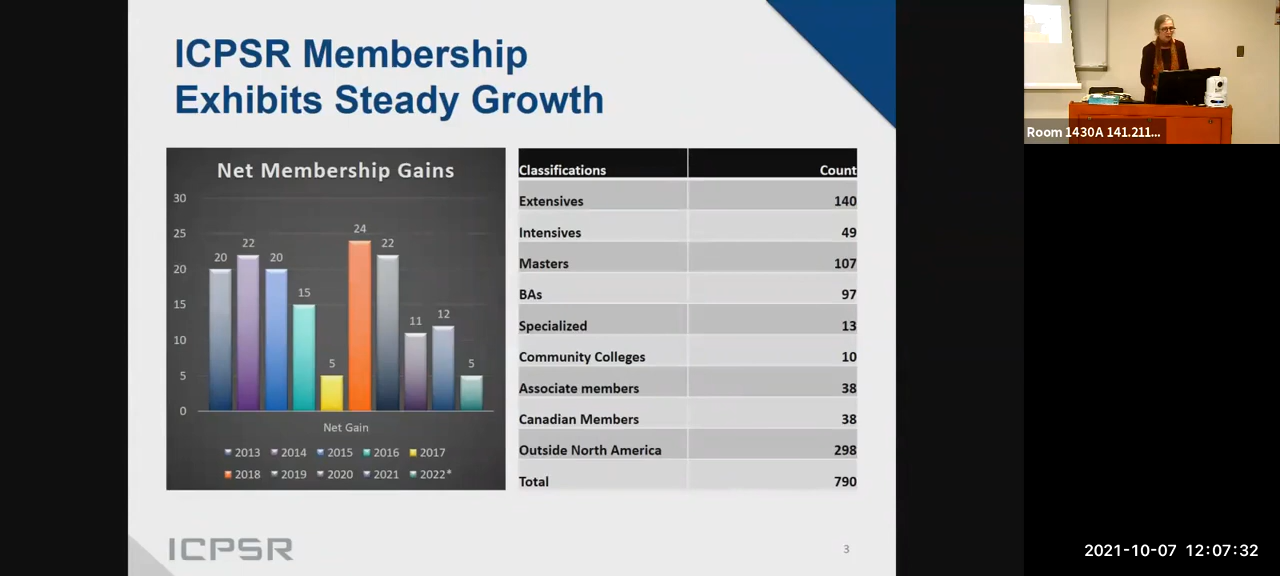 ICPSR Membership
Exhibits Steady Growth
Net Membership Gains
30
25
20
15
10
5
0
20
22
20
15
5
24
22
11
12
5
Net Gain
2013 2014 2015 2016 2017
2018 2019 2020 2021 2022*
Classifications Count
Extensives 140
Intensives 49
Masters 107
BAs 97
Specialized 13
Community Colleges 10
Associate members 38
Canadian Members 38
Outside North America 298
Total 790
ICPSR
3
Room 1430A 141.211...
2021-10-07 12:07:32